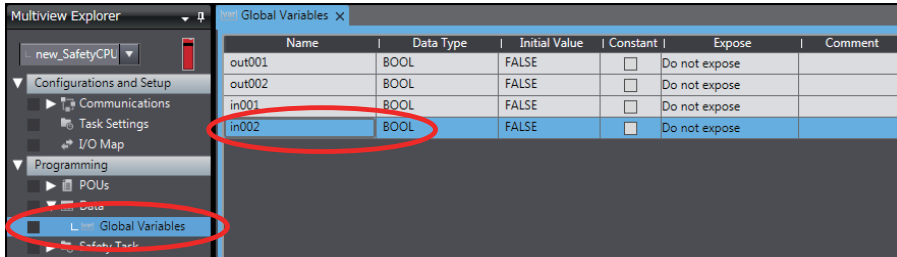 Multiview Explorer
Global Variables
new_SafetyCPU
Name Data Type Initial Value Constant Expose Comment
out001 BOOL FALSE Do not expose
out002 BOOL FALSE Do not expose
in001 BOOL FALSE Do not expose
in002 BOOL FALSE Do not expose
Configurations and Setup
Communications
Task Settings
I/O Map
Programming
POUs
Data
Global Variables
Safety Task